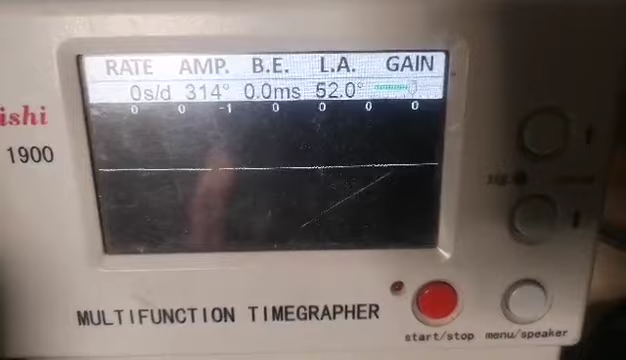 RATE AMP. B.E. L.A. GAIN
0s/d 314° 0.0ms 52.0°
0 0 -1 0 0 0 0
ishi
1900
MULTIFUNCTION TIMEGRAPHER
start/stop menu/speaker